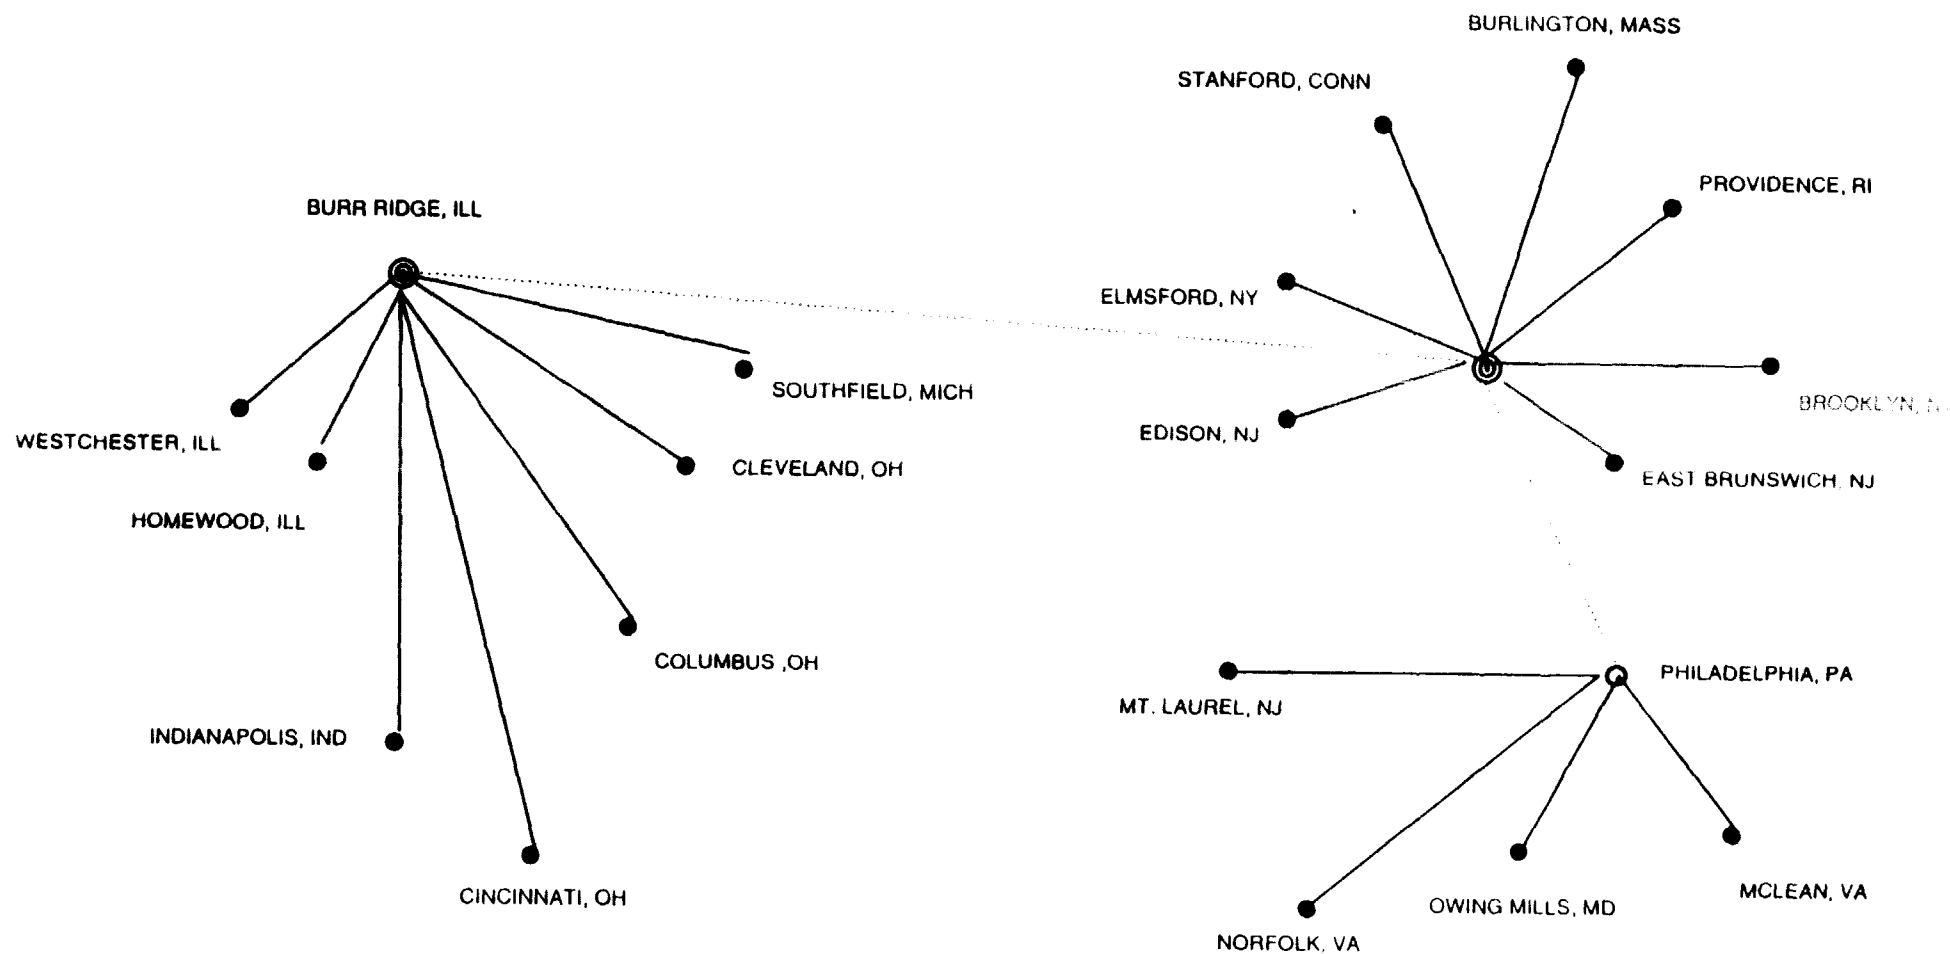 BURLINGTON, MASS
STANFORD, CONN
PROVIDENCE, RI
BURR RIDGE, ILL
ELMSFORD, NY
SOUTHFIELD, MICH
BROOKLYN,
WESTCHESTER, ILL
EDISON, NJ
CLEVELAND, OH
EAST BRUNSWICH, NJ
HOMEWOOD, ILL
COLUMBUS ,OH
PHILADELPHIA, PA
MT. LAUREL, NJ
INDIANAPOLIS, IND
CINCINNATI, OH
MCLEAN, VA
OWING MILLS, MD
NORFOLK, VA